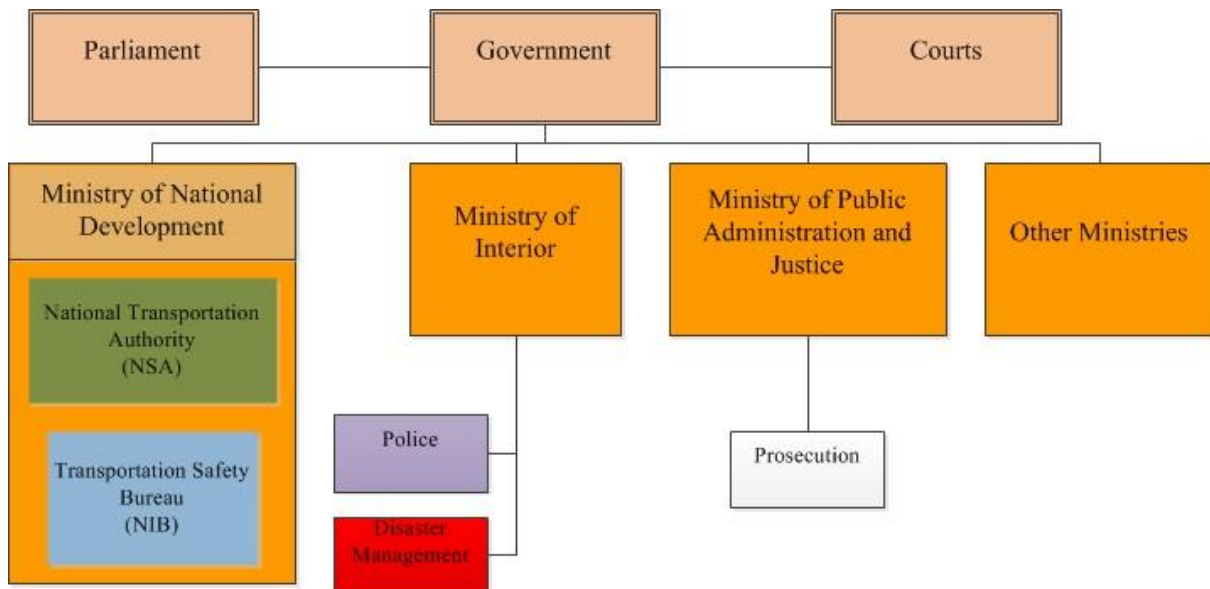 Parliament
Government
Courts
Ministry of National
Development
National Transportation
Authority
(NSA)
Transportation Safety
Bureau
(NIB)
Ministry of
Interior
Police
Disaster
Management
Ministry of Public
Administration and
Justice
Prosecution
Other Ministries